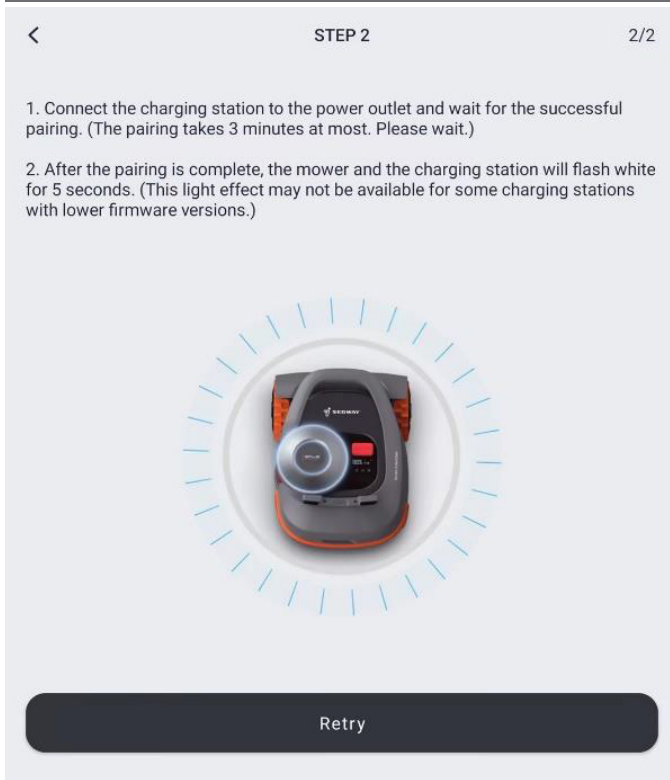 STEP 2
2/2
1. Connect the charging station to the power outlet and wait for the successful
pairing. (The pairing takes 3 minutes at most. Please wait.)
2. After the pairing is complete, the mower and the charging station will flash white
for 5 seconds. (This light effect may not be available for some charging stations
with lower firmware versions.)
SEGWAY
Retry